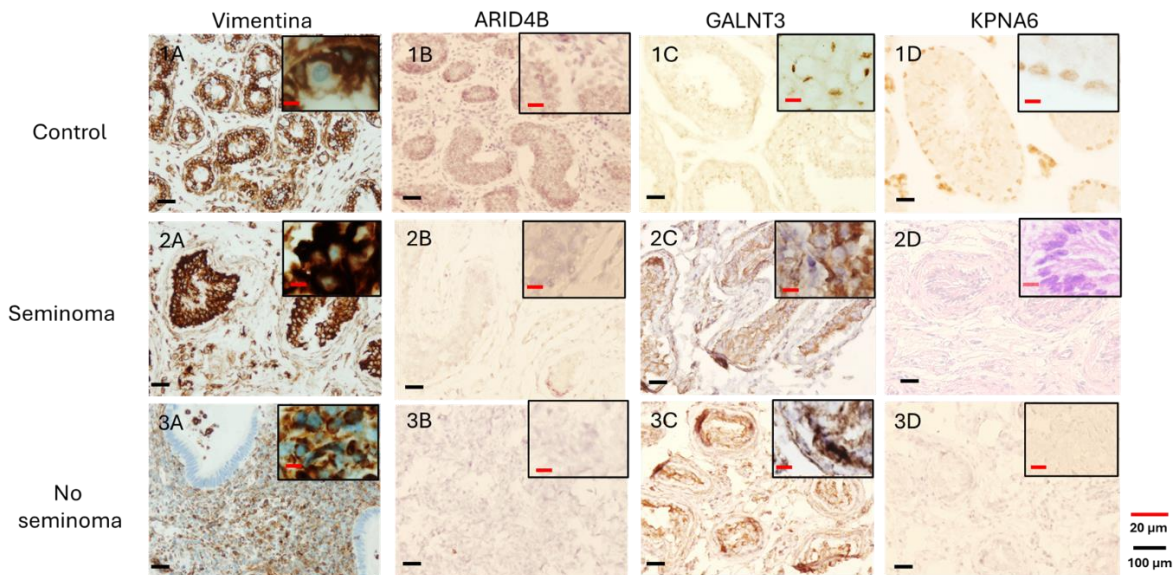 Vimentina ARID4B GALNT3 KPNA6
Control 1A 1B 1C 1D
Seminoma 2A 2B 2C 2D
No seminoma 3A 3B 3C 3D
20 µm
100 µm